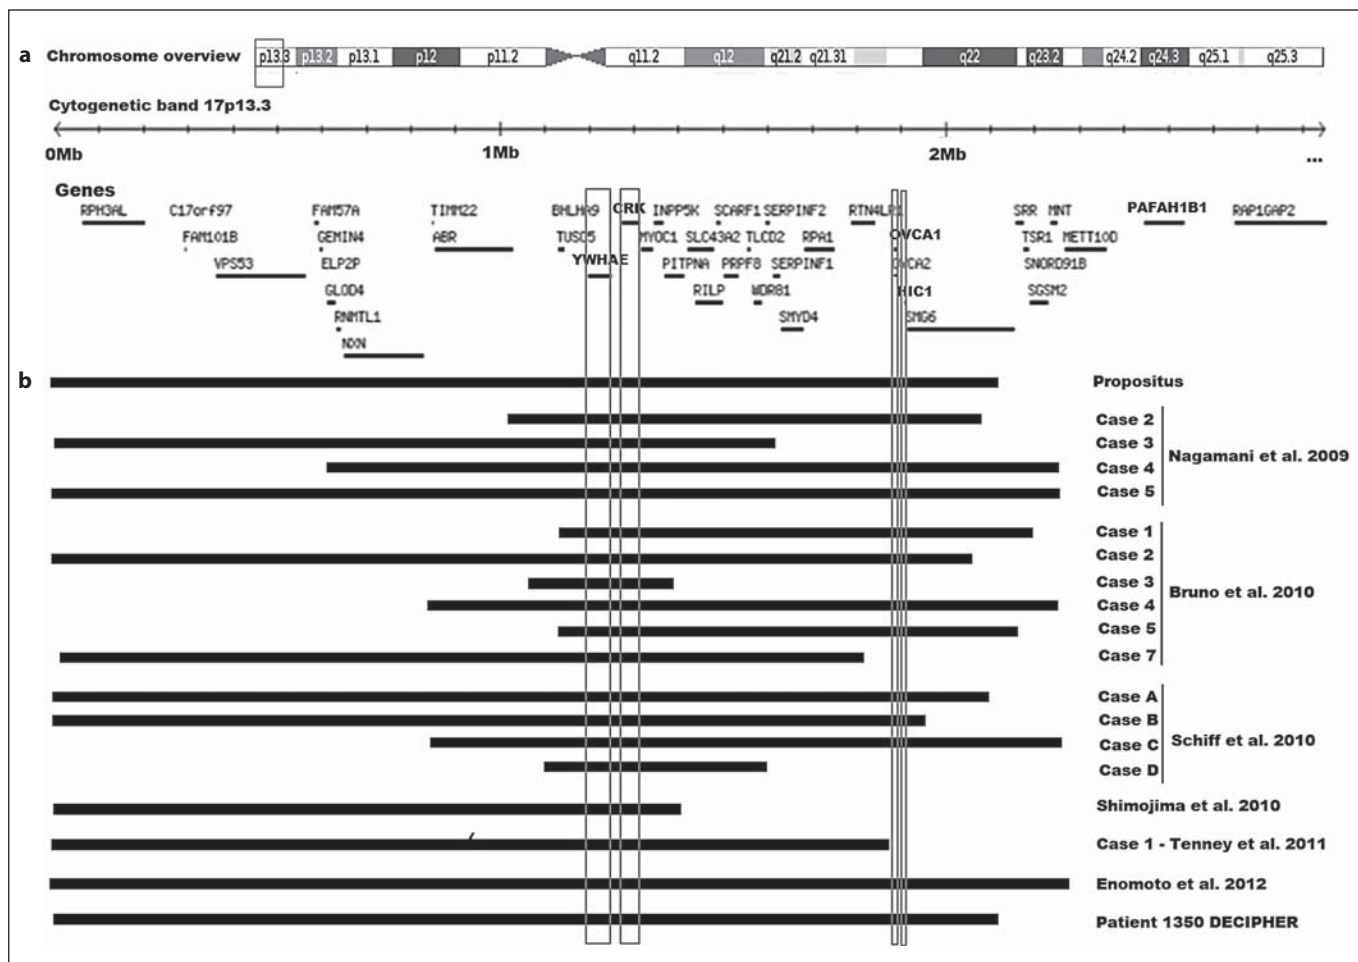 a Chromosome overview p13.3 p13.2 p13.1 p12 p11.2 q11.2 q12 q21.2 q21.31 q22 q23.2 q24.2 q24.3 q25.1 q25.3
Cytogenetic band 17p13.3
0Mb 1Mb 2Mb ...
Genes
RPH3AL C17orf97 FAM57A TIMM22 BHLHA9 CRK INPP5K SCARF1 SERPINF2 RTN4LR1 SRR MNT PAFAH1B1 RAP1GAP2
FAM101B GEMIN4 ABR TUSC5 MYOC1 SLC43A2 TLCD2 RPA1 OVCA1 TSR1 METT10D
VPS53 ELP2P YWHAE PITPNA PRPF8 SERPINF1 OVCA2 SNORD91B
GLOD4 RILP WDR81 HIC1 SGSM2
RNMTL1 SMYD4 SMG6
NXN
b Propositus
Case 2
Case 3
Case 4
Case 5
Nagamani et al. 2009
Case 1
Case 2
Case 3
Case 4
Case 5
Case 7
Bruno et al. 2010
Case A
Case B
Case C
Case D
Schiff et al. 2010
Shimojima et al. 2010
Case 1 - Tenney et al. 2011
Enomoto et al. 2012
Patient 1350 DECIPHER